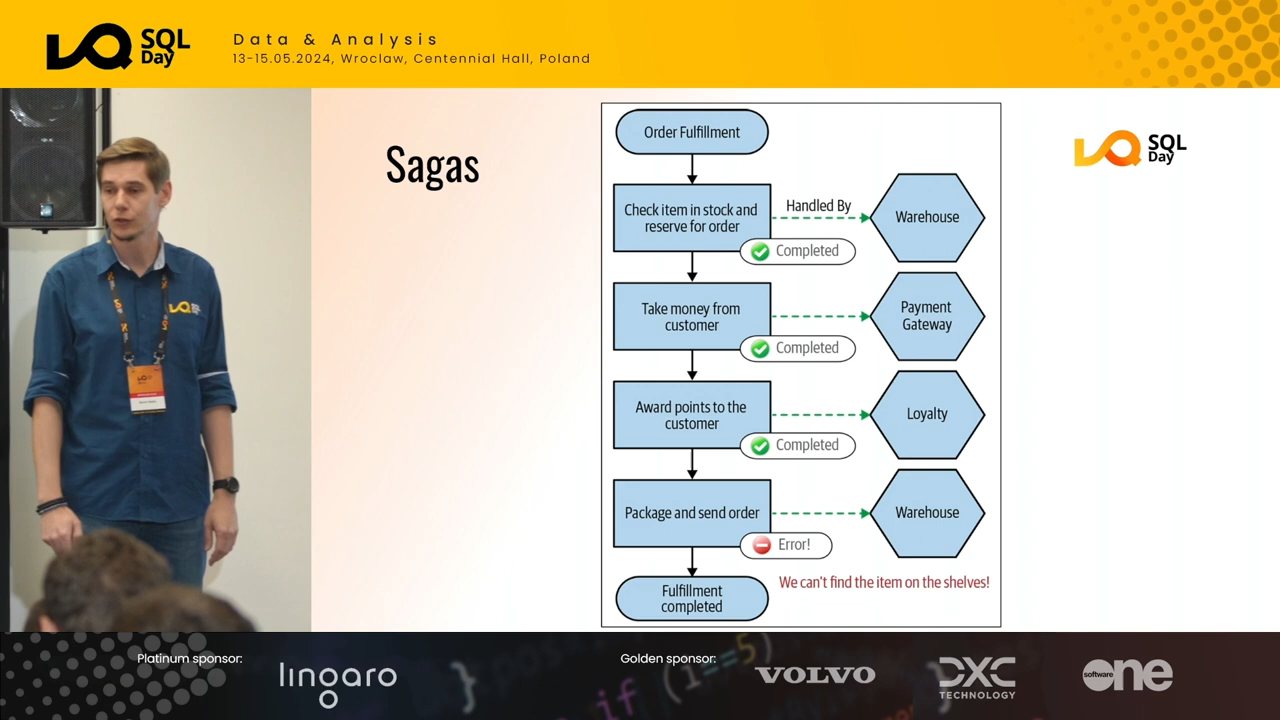 SQL
Day
Data & Analysis
13-15.05.2024, Wroclaw, Centennial Hall, Poland
Sagas
Order Fulfillment
Check item in stock and
reserve for order
Handled By
Warehouse
Completed
Take money from
customer
Payment
Gateway
Completed
Award points to the
customer
Loyalty
Completed
Package and send order
Warehouse
Error!
We can't find the item on the shelves!
Fulfillment
completed
SQL
Day
Platinum sponsor:
lingaro
Golden sponsor:
VOLVO
DXC
TECHNOLOGY
software
one
if (i==5)
}